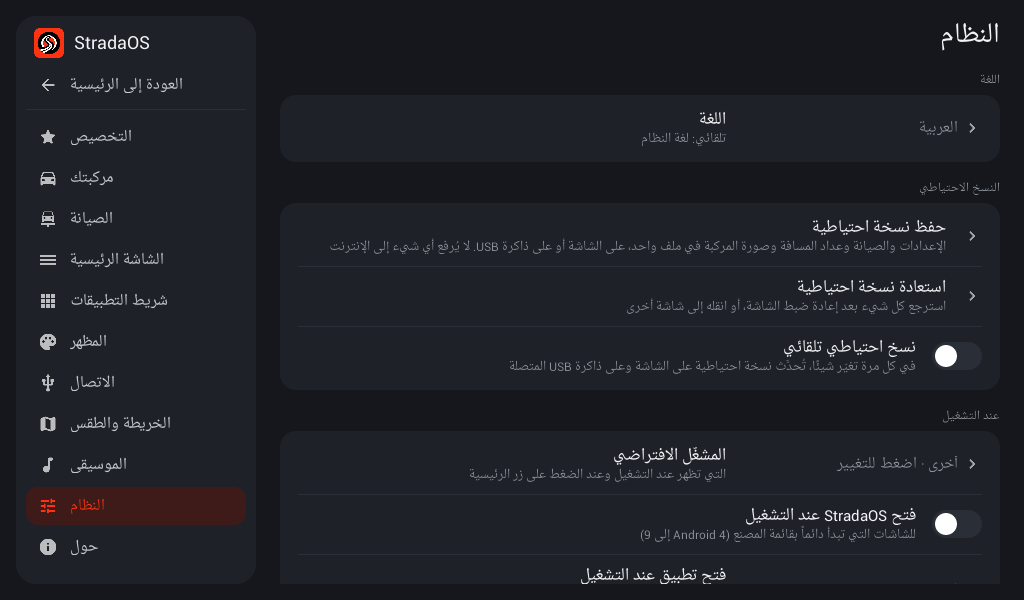 StradaOS
العودة إلى الرئيسية
التخصيص
مركبتك
الصيانة
الشاشة الرئيسية
شريط التطبيقات
المظهر
الاتصال
الخريطة والطقس
الموسيقى
النظام
حول
النظام
اللغة
اللغة
تلقائي: لغة النظام
العربية
النسخ الاحتياطي
حفظ نسخة احتياطية
الإعدادات والصيانة وعداد المسافة وصورة المركبة في ملف واحد، على الشاشة أو على ذاكرة USB. لا يُرفع أي شيء إلى الإنترنت
استعادة نسخة احتياطية
استرجع كل شيء بعد إعادة ضبط الشاشة، أو انقله إلى شاشة أخرى
نسخ احتياطي تلقائي
في كل مرة تغيّر شيئًا، تُحدَّث نسخة احتياطية على الشاشة وعلى ذاكرة USB المتصلة
عند التشغيل
المشغّل الافتراضي
التي تظهر عند التشغيل وعند الضغط على زر الرئيسية
أخرى · اضغط للتغيير
فتح StradaOS عند التشغيل
للشاشات التي تبدأ دائماً بقائمة المصنع (Android 4 إلى 9)
فتح تطبيق عند التشغيل